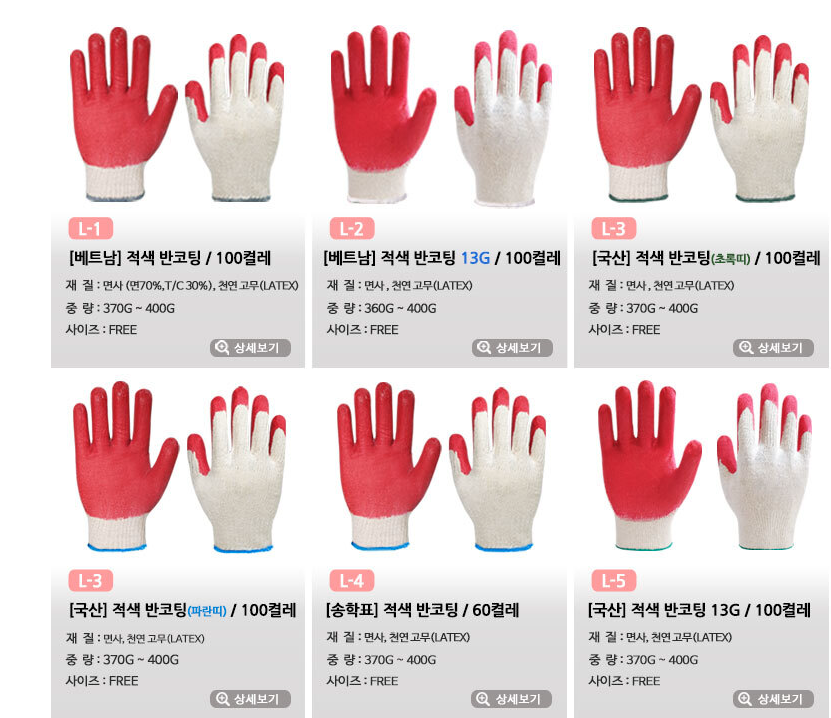 L-1
[베트남] 적색 반코팅 / 100컬레
재 질 : 면사 (면70%,T/C 30%) , 천연 고무(LATEX)
중 량 : 370G ~ 400G
사이즈 : FREE
상세보기
L-2
[베트남] 적색 반코팅 13G / 100컬레
재 질 : 면사 , 천연 고무(LATEX)
중 량 : 360G ~ 400G
사이즈 : FREE
상세보기
L-3
[국산] 적색 반코팅(초록띠) / 100컬레
재 질 : 면사 , 천연 고무(LATEX)
중 량 : 370G ~ 400G
사이즈 : FREE
상세보기
L-3
[국산] 적색 반코팅(파란띠) / 100컬레
재 질 : 면사, 천연 고무(LATEX)
중 량 : 370G ~ 400G
사이즈 : FREE
상세보기
L-4
[송학표] 적색 반코팅 / 60컬레
재 질 : 면사, 천연 고무(LATEX)
중 량 : 370G ~ 400G
사이즈 : FREE
상세보기
L-5
[국산] 적색 반코팅 13G / 100컬레
재 질 : 면사, 천연 고무(LATEX)
중 량 : 370G ~ 400G
사이즈 : FREE
상세보기